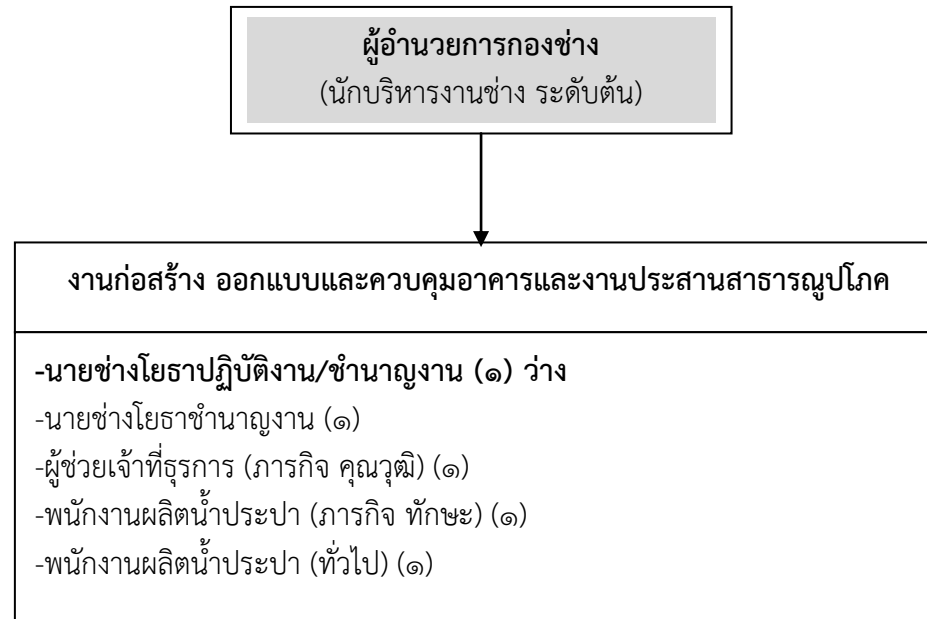 ผู้อำนวยการกองช่าง
(นักบริหารงานช่าง ระดับต้น)
งานก่อสร้าง ออกแบบและควบคุมอาคารและงานประสานสาธารณูปโภค
-นายช่างโยธาปฏิบัติงาน/ชำนาญงาน (๑) ว่าง
-นายช่างโยธาชำนาญงาน (๑)
-ผู้ช่วยเจ้าที่ธุรการ (ภารกิจ คุณวุฒิ) (๑)
-พนักงานผลิตน้ำประปา (ภารกิจ ทักษะ) (๑)
-พนักงานผลิตน้ำประปา (ทั่วไป) (๑)